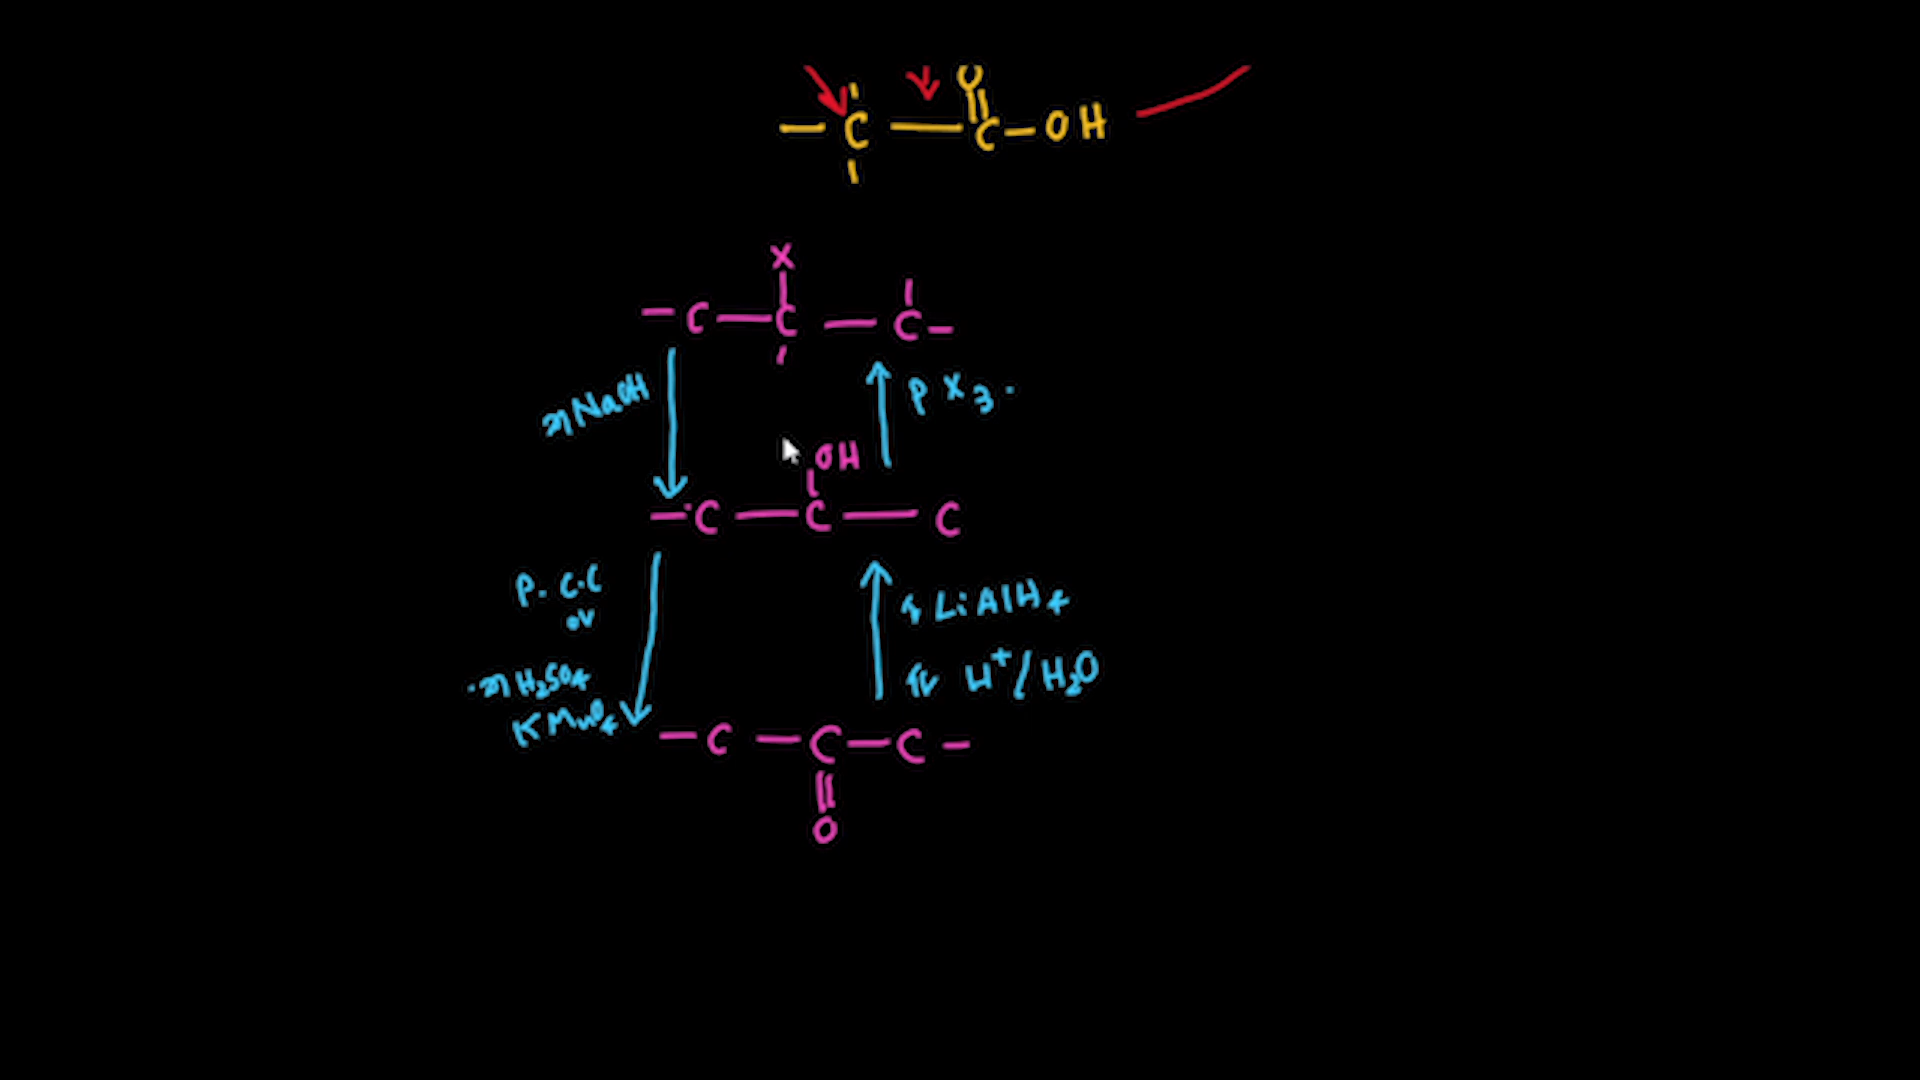 O
— C — C — OH
X
— C — C — C —
NaOH
PX₃
OH
— C — C — C
P.C.C
or
LiAlH₄
H₂SO₄
H⁺/H₂O
KMnO₄
— C — C — C —
O